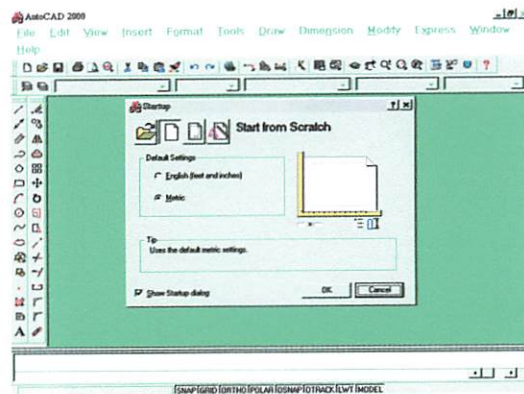 AutoCAD 2000
File Edit View Insert Format Tools Draw Dimension Modify Express Window
Help
Startup
Start from Scratch
Default Settings
English (feet and inches)
Metric
Tip
Uses the default metric settings.
Show Startup dialog
OK
Cancel
A
SNAP GRID ORTHO POLAR OSNAP OTRACK LWT MODEL